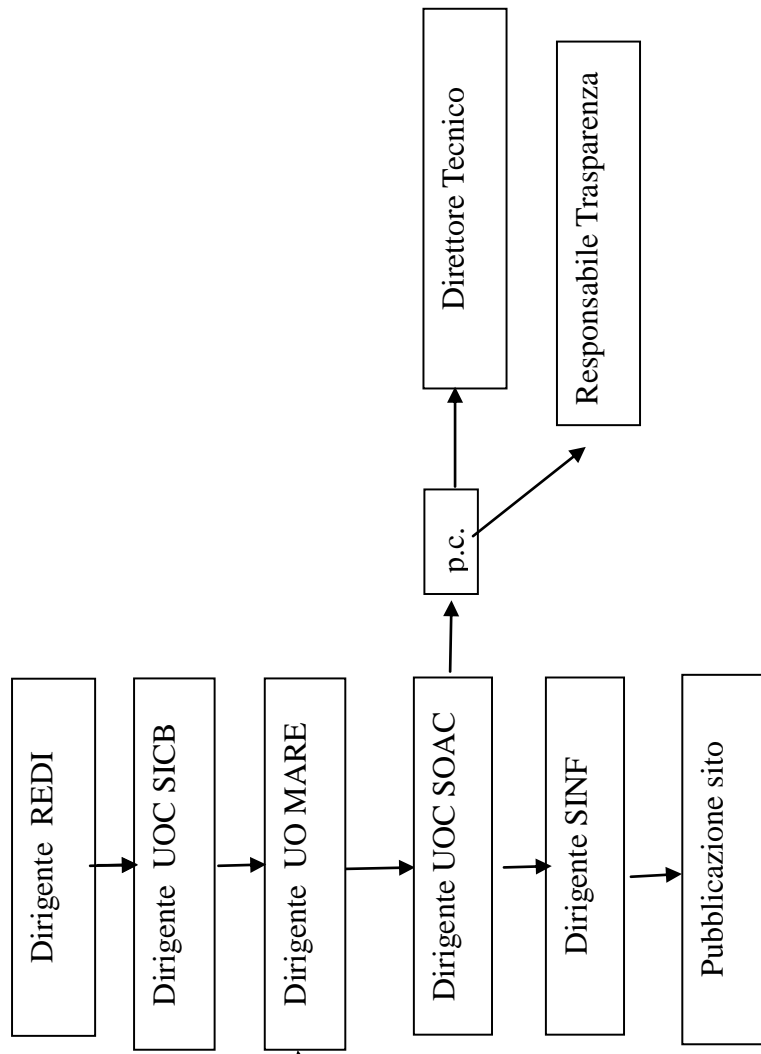 Dirigente  REDI
Dirigente  UOC SICB
Dirigente  UO MARE
Dirigente UOC SOAC
Dirigente SINF
Pubblicazione sito
p.c.
Direttore Tecnico
Responsabile Trasparenza